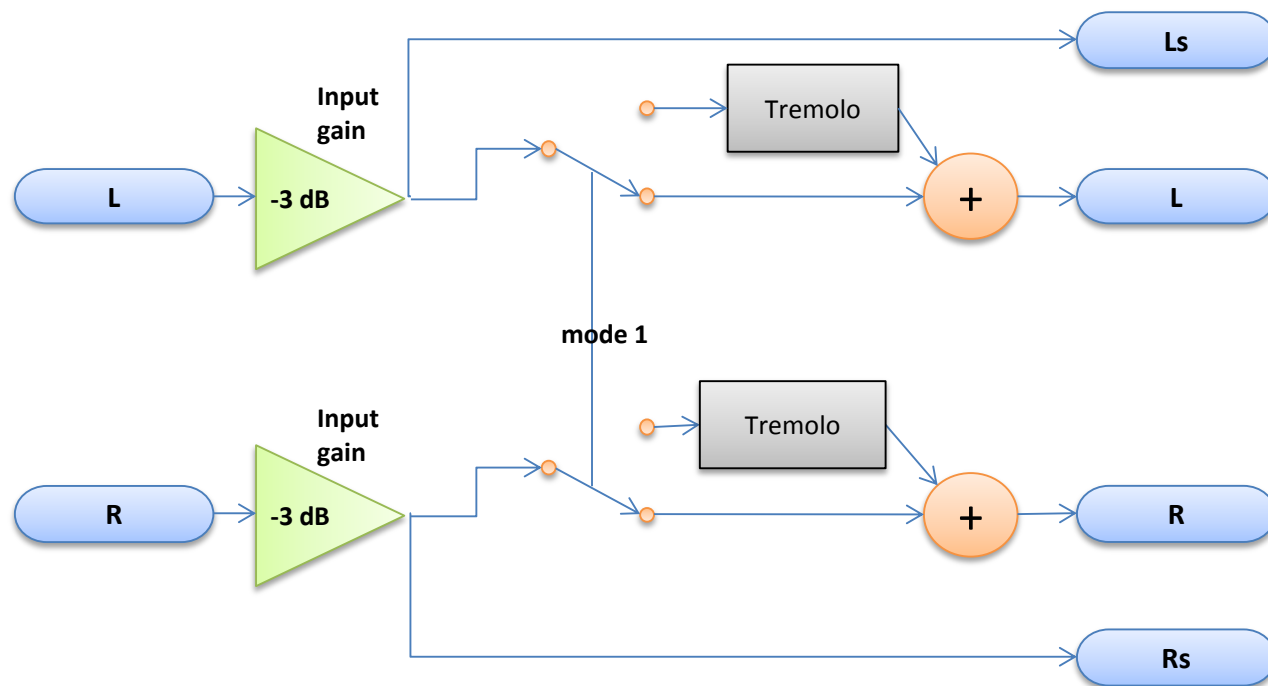 Ls
Input
gain
Tremolo
L
-3 dB
+
L
mode 1
Input
gain
Tremolo
R
-3 dB
+
R
Rs